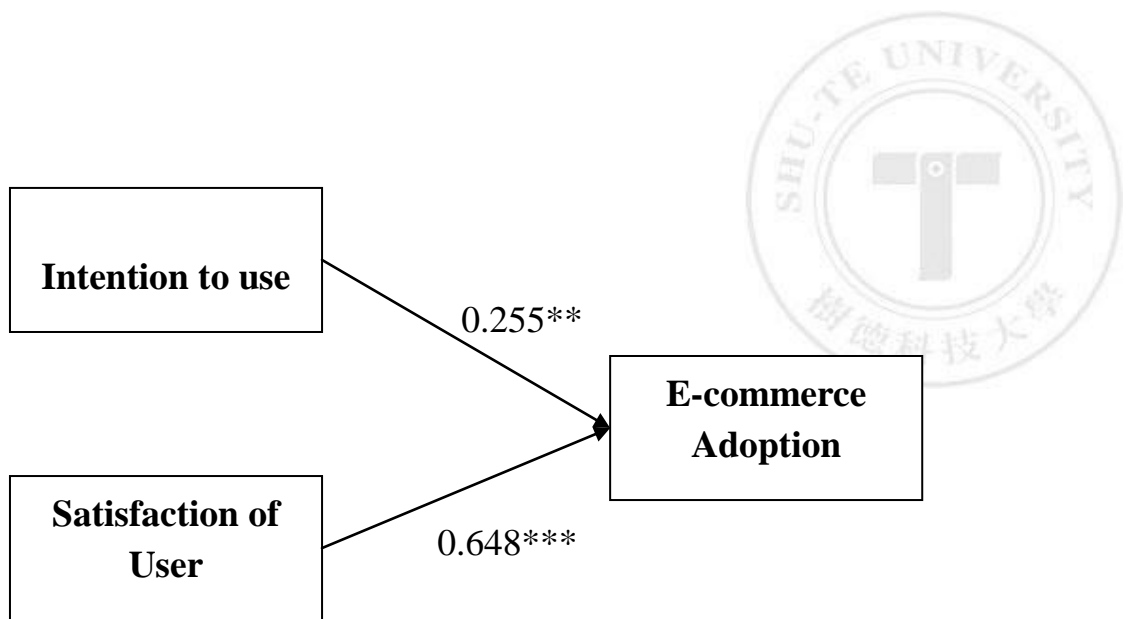 SHU-TE UNIVERSITY
樹德科技大學
Intention to use
0.255**
E-commerce
Adoption
Satisfaction of
User
0.648***